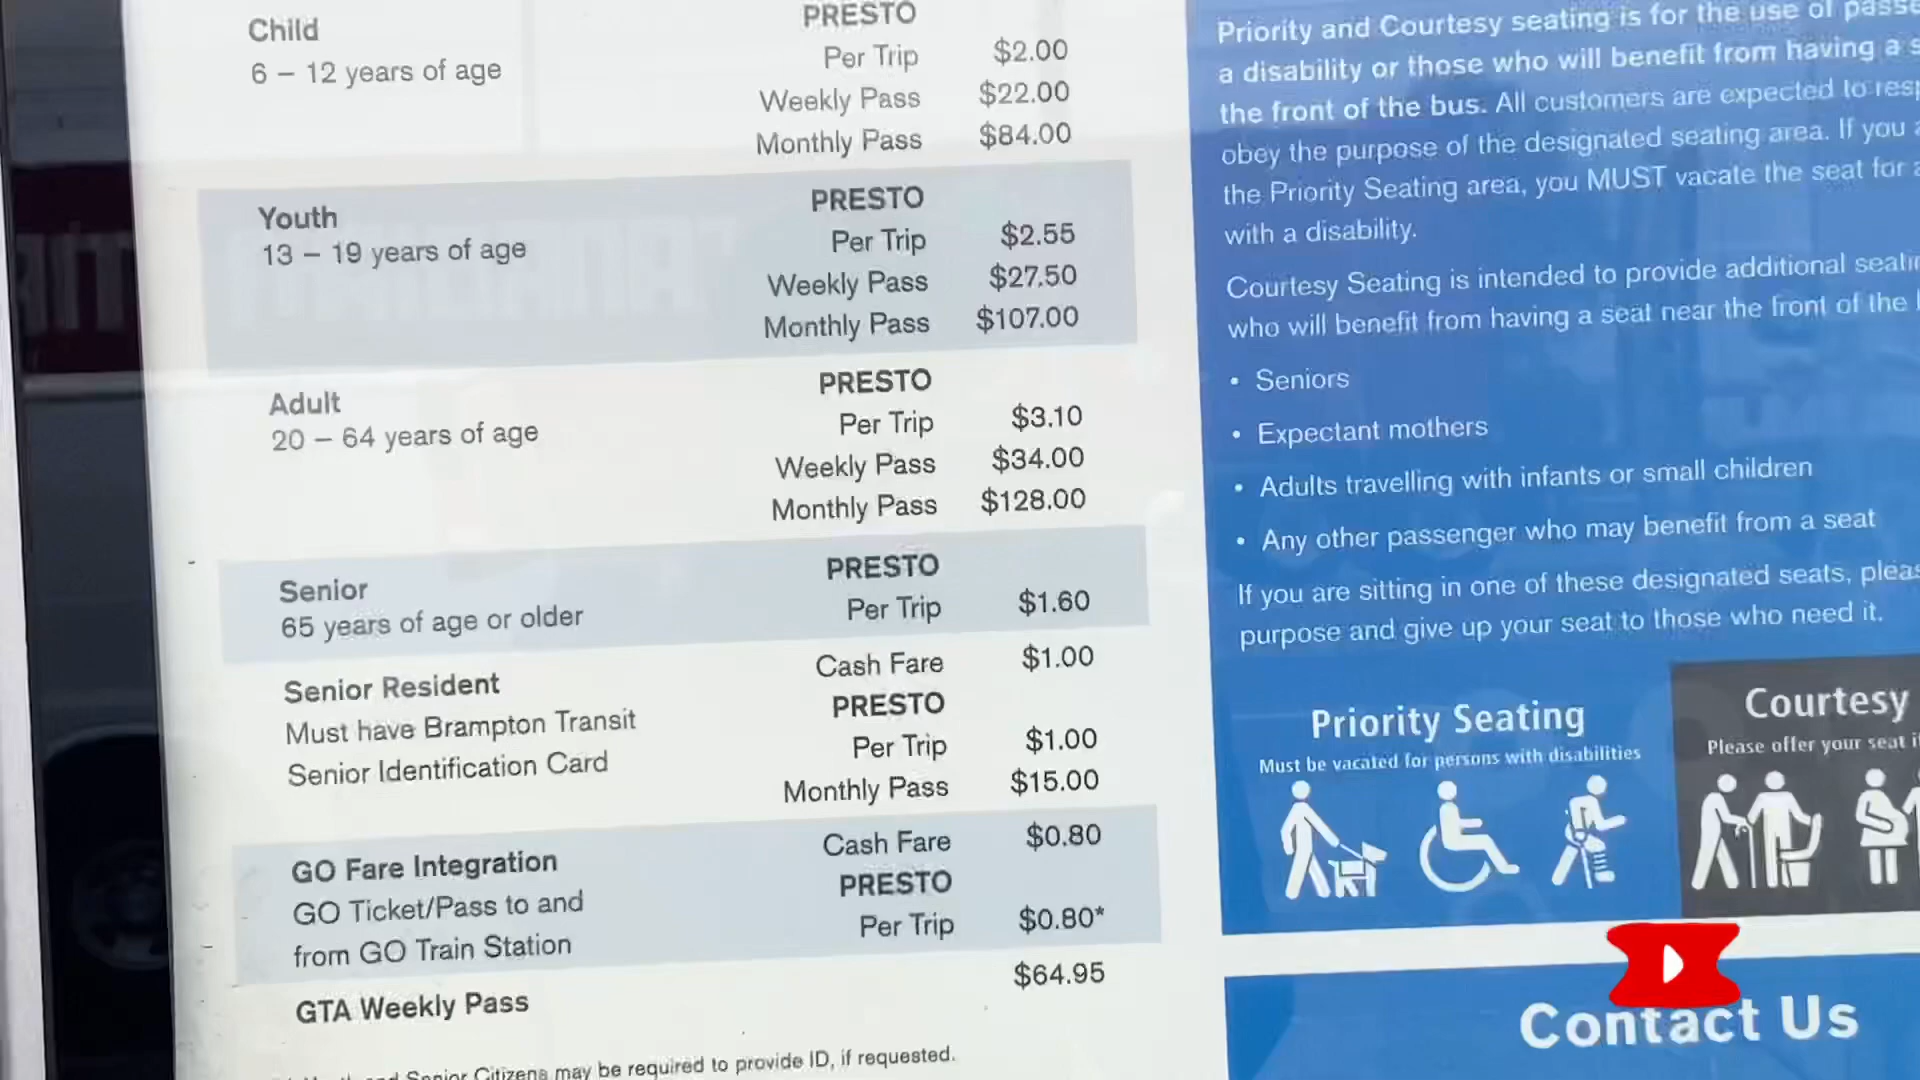 Child
6 – 12 years of age
PRESTO
Per Trip $2.00
Weekly Pass $22.00
Monthly Pass $84.00
Youth
13 – 19 years of age
PRESTO
Per Trip $2.55
Weekly Pass $27.50
Monthly Pass $107.00
Adult
20 – 64 years of age
PRESTO
Per Trip $3.10
Weekly Pass $34.00
Monthly Pass $128.00
Senior
65 years of age or older
PRESTO
Per Trip $1.60
Senior Resident
Must have Brampton Transit
Senior Identification Card
Cash Fare $1.00
PRESTO
Per Trip $1.00
Monthly Pass $15.00
GO Fare Integration
GO Ticket/Pass to and
from GO Train Station
Cash Fare $0.80
PRESTO
Per Trip $0.80*
GTA Weekly Pass $64.95
Senior Citizens may be required to provide ID, if requested.
Priority and Courtesy seating is for the use of
a disability or those who will benefit from having a
the front of the bus. All customers are expected to
obey the purpose of the designated seating area. If you
the Priority Seating area, you MUST vacate the seat for
with a disability.
Courtesy Seating is intended to provide additional
who will benefit from having a seat near the front of the
• Seniors
• Expectant mothers
• Adults travelling with infants or small children
• Any other passenger who may benefit from a seat
If you are sitting in one of these designated seats,
purpose and give up your seat to those who need it.
Priority Seating
Must be vacated for persons with disabilities
Courtesy
Please offer your seat
Contact Us